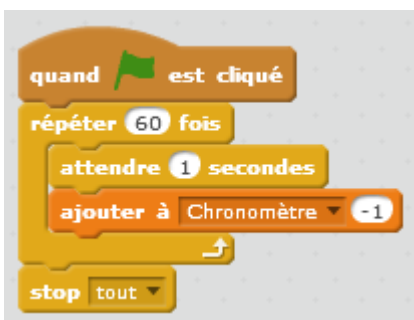 quand est cliqué
répéter 60 fois
attendre 1 secondes
ajouter à Chronomètre -1
stop tout